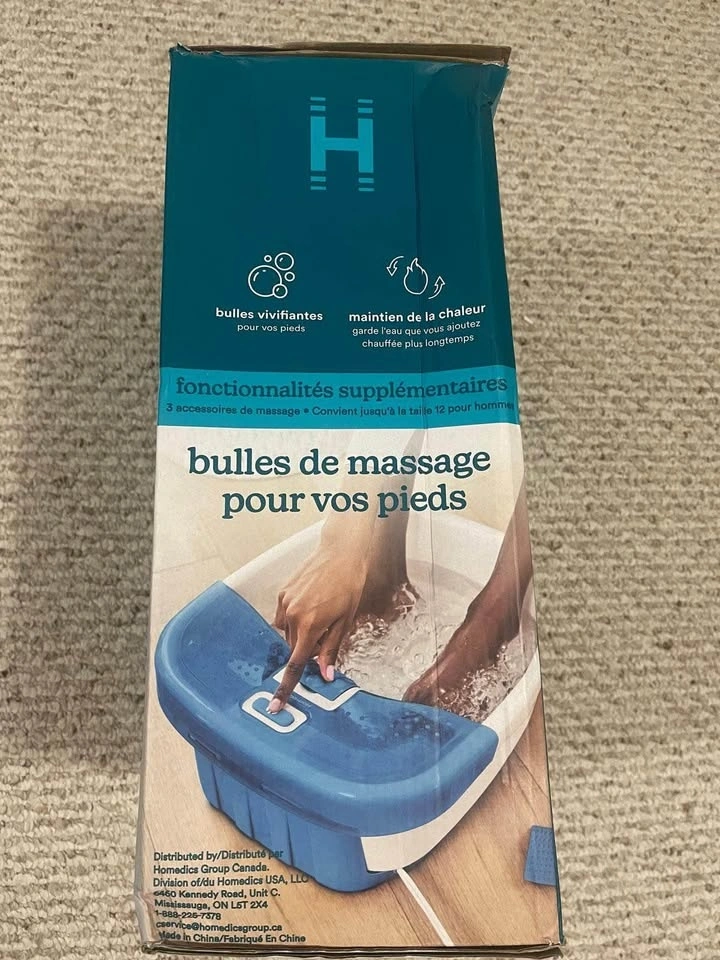 H
bulles vivifiantes
pour vos pieds
maintien de la chaleur
garde l'eau que vous ajoutez
chauffée plus longtemps
fonctionnalités supplémentaires
3 accessoires de massage • Convient jusqu'à la taille 12 pour hommes
bulles de massage
pour vos pieds
Distributed by/Distribué par
Homedics Group Canada.
Division of/du Homedics USA, LLC
6460 Kennedy Road, Unit C.
Mississauga, ON L5T 2X4
1-888-225-7378
cservice@homedicsgroup.ca
Made in China/Fabriqué En Chine